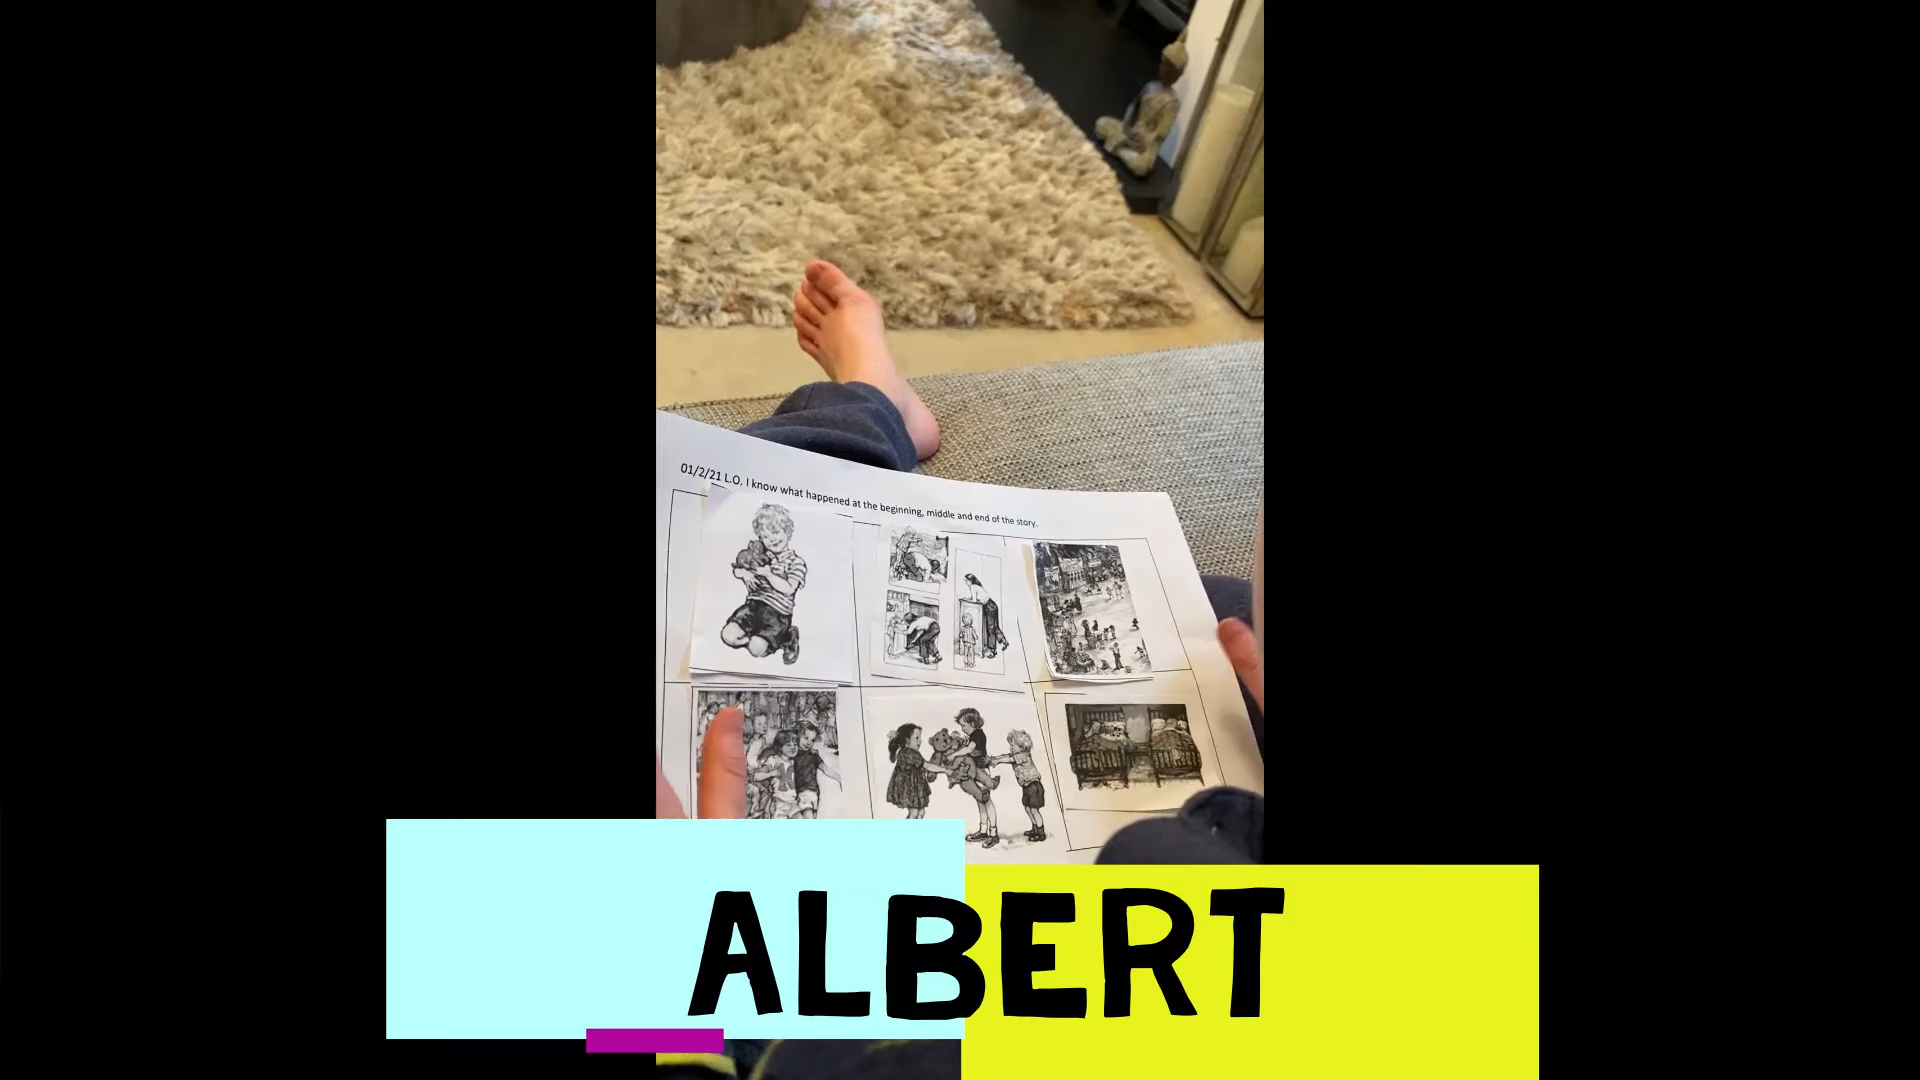 01/2/21 L.O. I know what happened at the beginning, middle and end of the story.
ALBERT